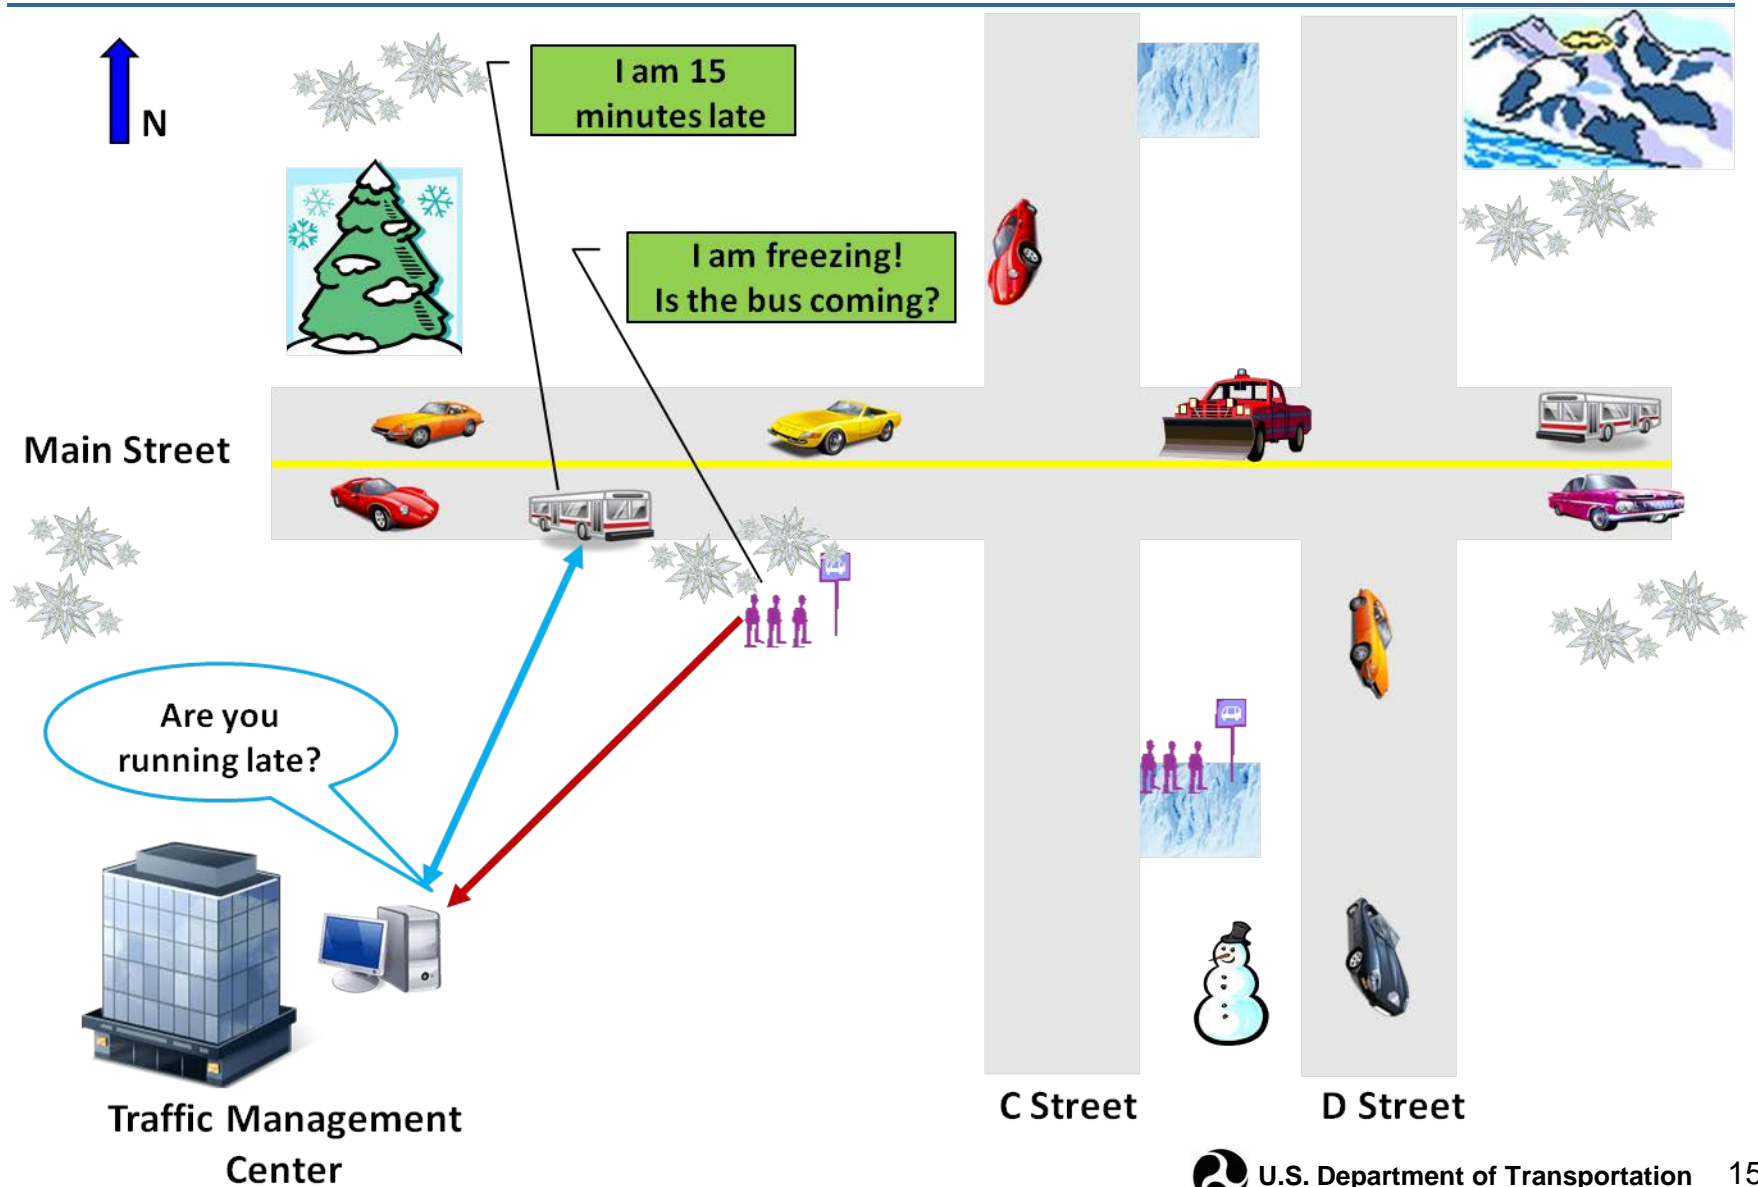 N
I am 15
minutes late
I am freezing!
Is the bus coming?
Main Street
Are you
running late?
Traffic Management
Center
C Street
D Street
U.S. Department of Transportation
15